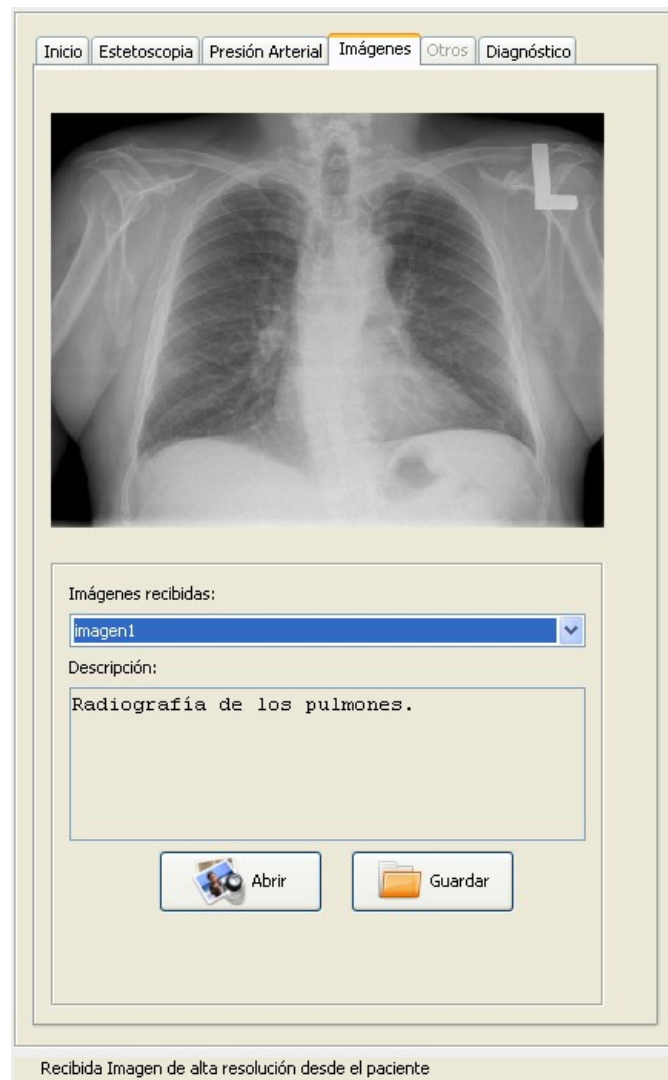 Inicio Estetoscopia Presión Arterial Imágenes Otros Diagnóstico
L
Imágenes recibidas:
imagen1
Descripción:
Radiografía de los pulmones.
Abrir Guardar
Recibida Imagen de alta resolución desde el paciente